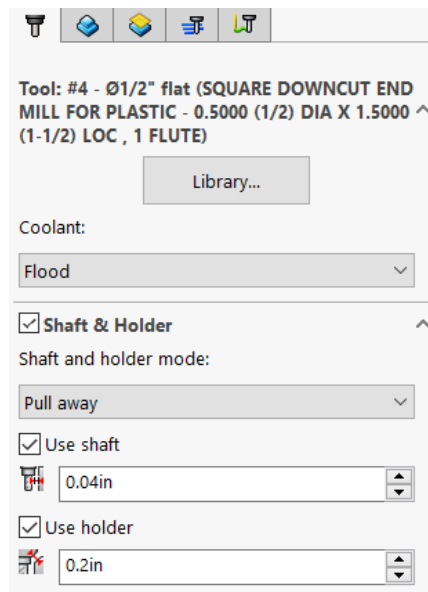 Tool: #4 - Ø1/2" flat (SQUARE DOWNCUT END
MILL FOR PLASTIC - 0.5000 (1/2) DIA X 1.5000
(1-1/2) LOC , 1 FLUTE)
Library...
Coolant:
Flood
Shaft & Holder
Shaft and holder mode:
Pull away
Use shaft
0.04in
Use holder
0.2in